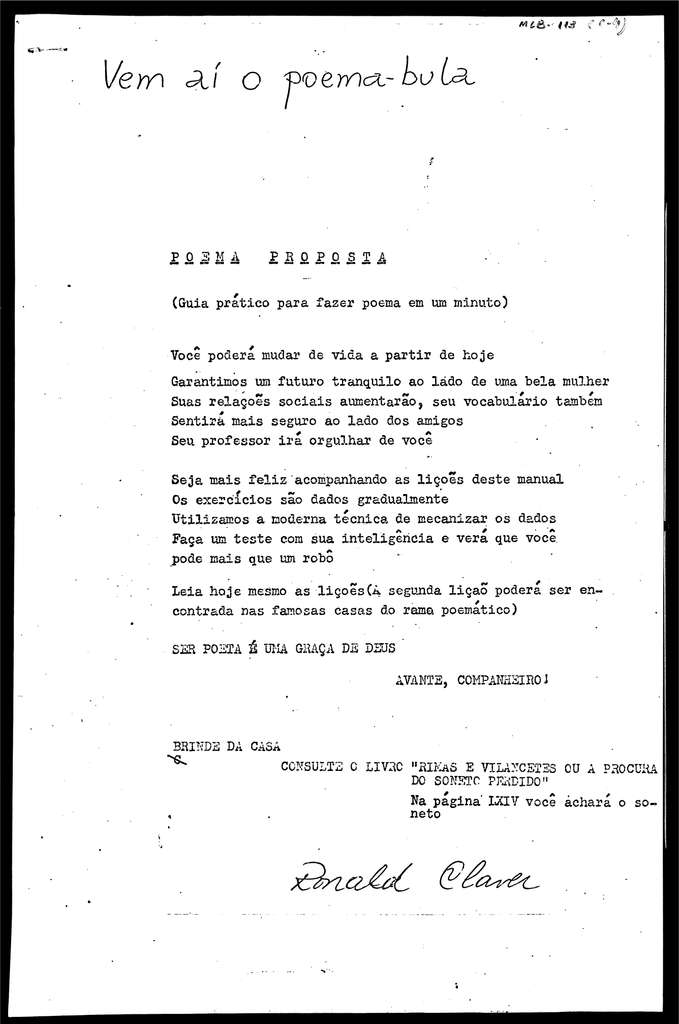 MLB-113 (C-9)
Vem aí o poema-bula
POEMA PROPOSTA
(Guia prático para fazer poema em um minuto)
Você poderá mudar de vida a partir de hoje
Garantimos um futuro tranquilo ao lado de uma bela mulher
Suas relações sociais aumentarão, seu vocabulário também
Sentirá mais seguro ao lado dos amigos
Seu professor irá orgulhar de você
Seja mais feliz acompanhando as lições deste manual
Os exercícios são dados gradualmente
Utilizamos a moderna técnica de mecanizar os dados
Faça um teste com sua inteligência e verá que você
pode mais que um robô
Leia hoje mesmo as lições(A segunda lição poderá ser en-
contrada nas famosas casas do ramo poemático)
SER POETA É UMA GRAÇA DE DEUS
AVANTE, COMPANHEIRO!
BRINDE DA CASA
CONSULTE O LIVRO "RIMAS E VILANCETES OU A PROCURA
DO SONETO PERDIDO"
Na página LXIV você achará o so-
neto
Ronald Claver